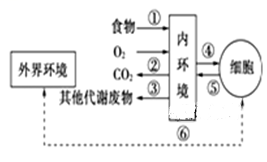 食物 ①
O₂
外界环境
CO₂ ②
其他代谢废物 ③
内环境
④
⑤
细胞
⑥